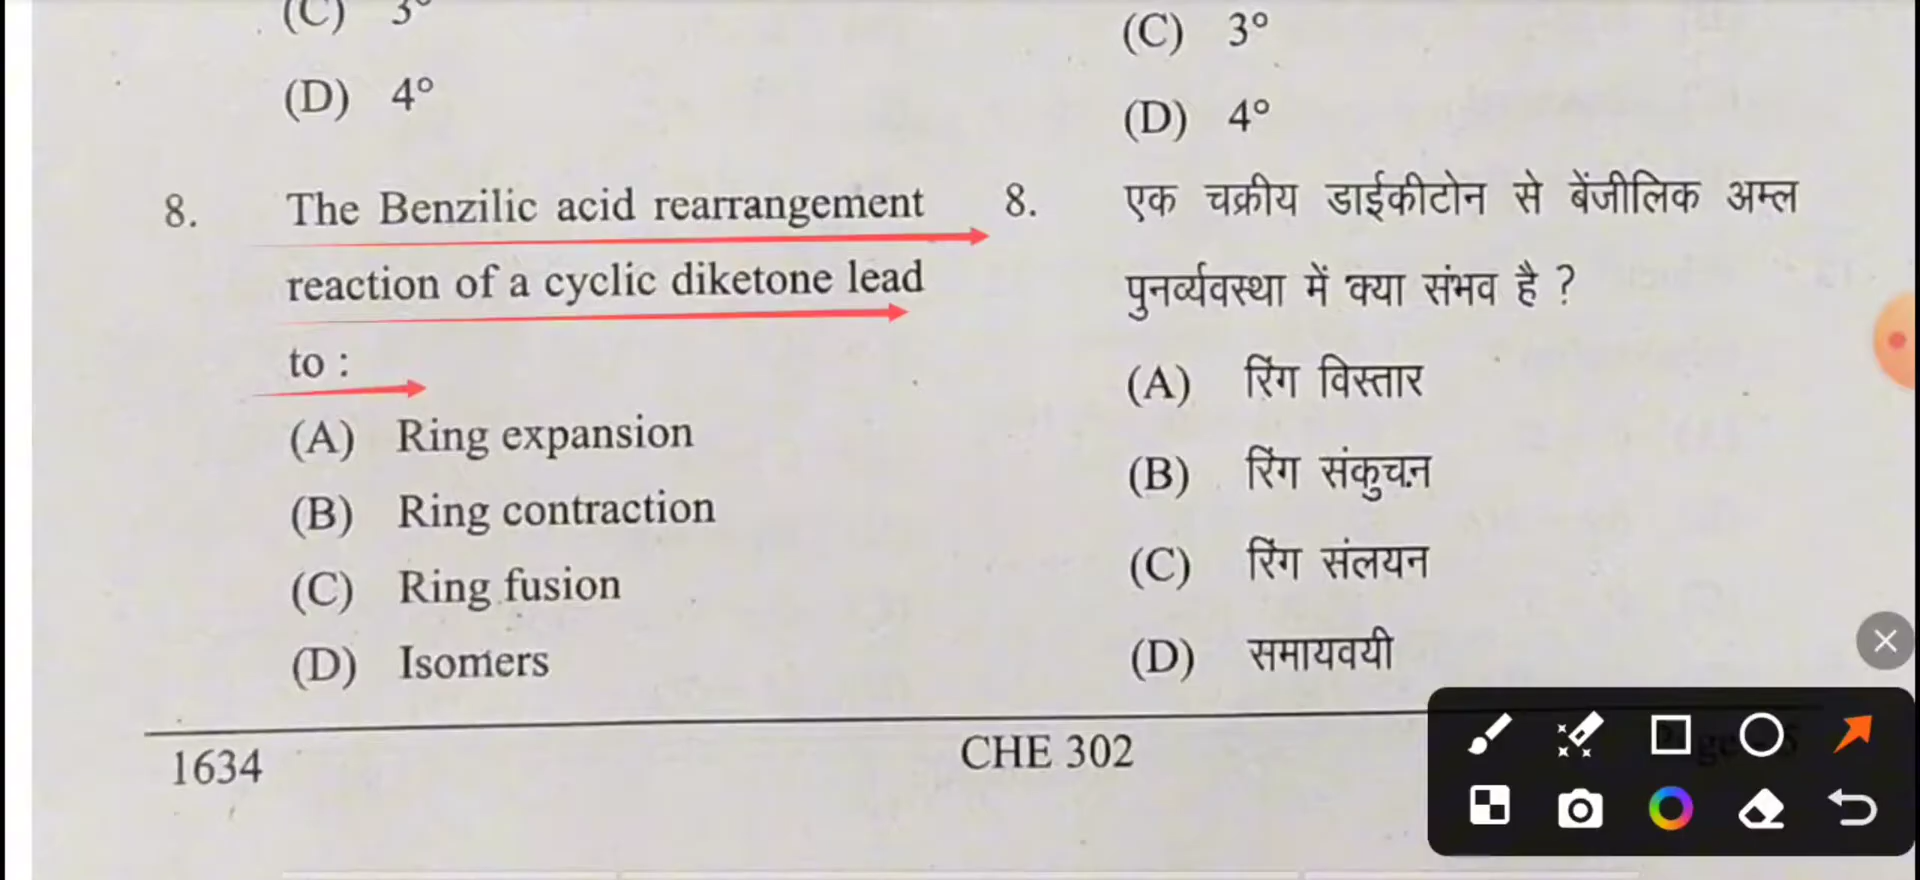 (C) 3°
(D) 4°
8. The Benzilic acid rearrangement
reaction of a cyclic diketone lead
to :
(A) Ring expansion
(B) Ring contraction
(C) Ring fusion
(D) Isomers
(C) 3°
(D) 4°
8. एक चक्रीय डाईकीटोन से बेंजीलिक अम्ल
पुनर्व्यवस्था में क्या संभव है ?
(A) रिंग विस्तार
(B) रिंग संकुचन
(C) रिंग संलयन
(D) समायवयी
1634 CHE 302